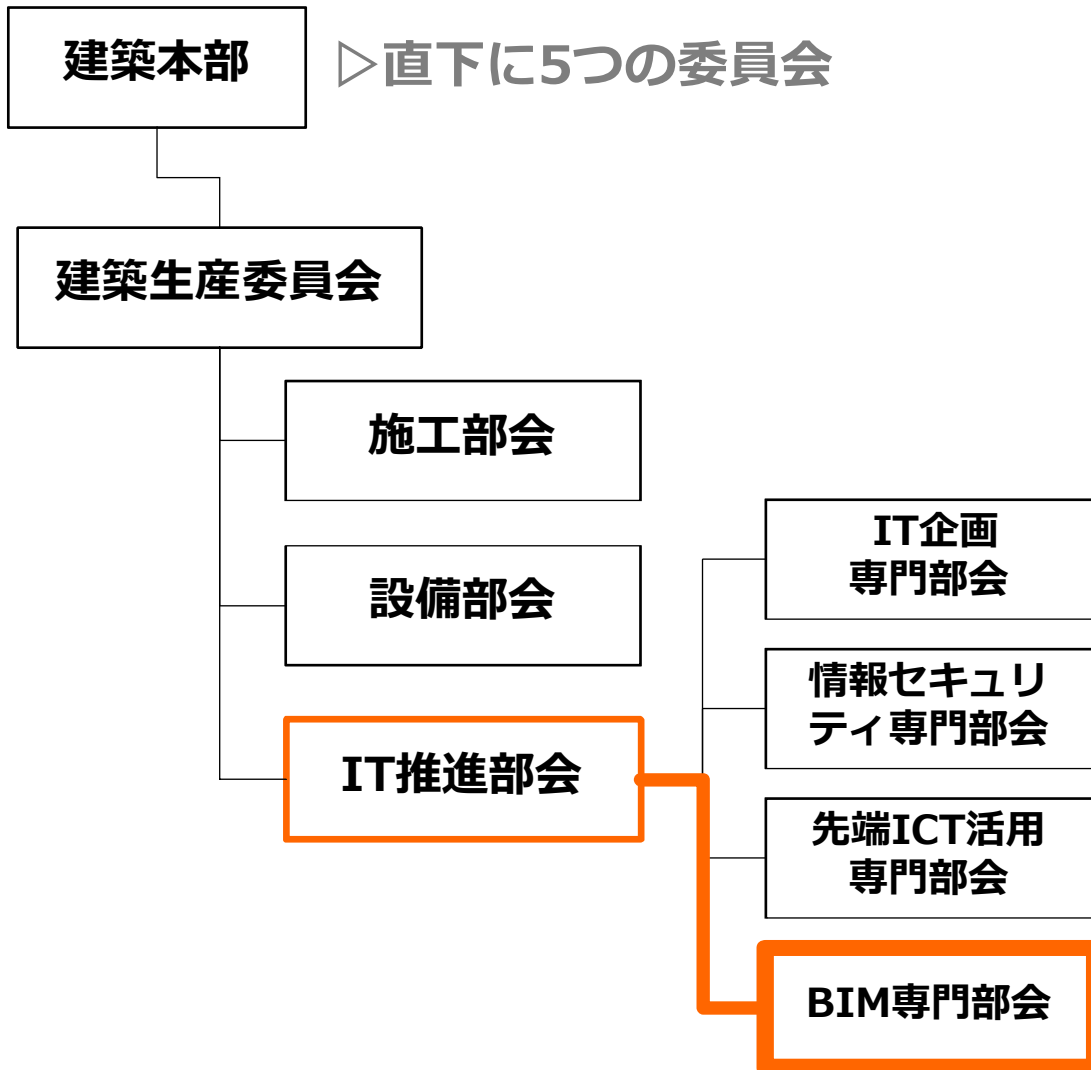 建築本部
▷直下に5つの委員会
建築生産委員会
施工部会
設備部会
IT推進部会
IT企画
専門部会
情報セキュリ
ティ専門部会
先端ICT活用
専門部会
BIM専門部会